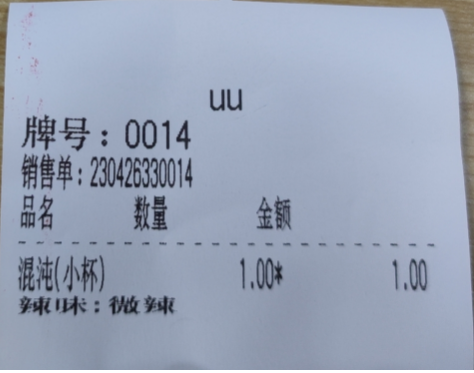 uu
牌号：0014
销售单：230426330014
品名 数量 金额
混沌(小杯) 1.00* 1.00
辣味：微辣